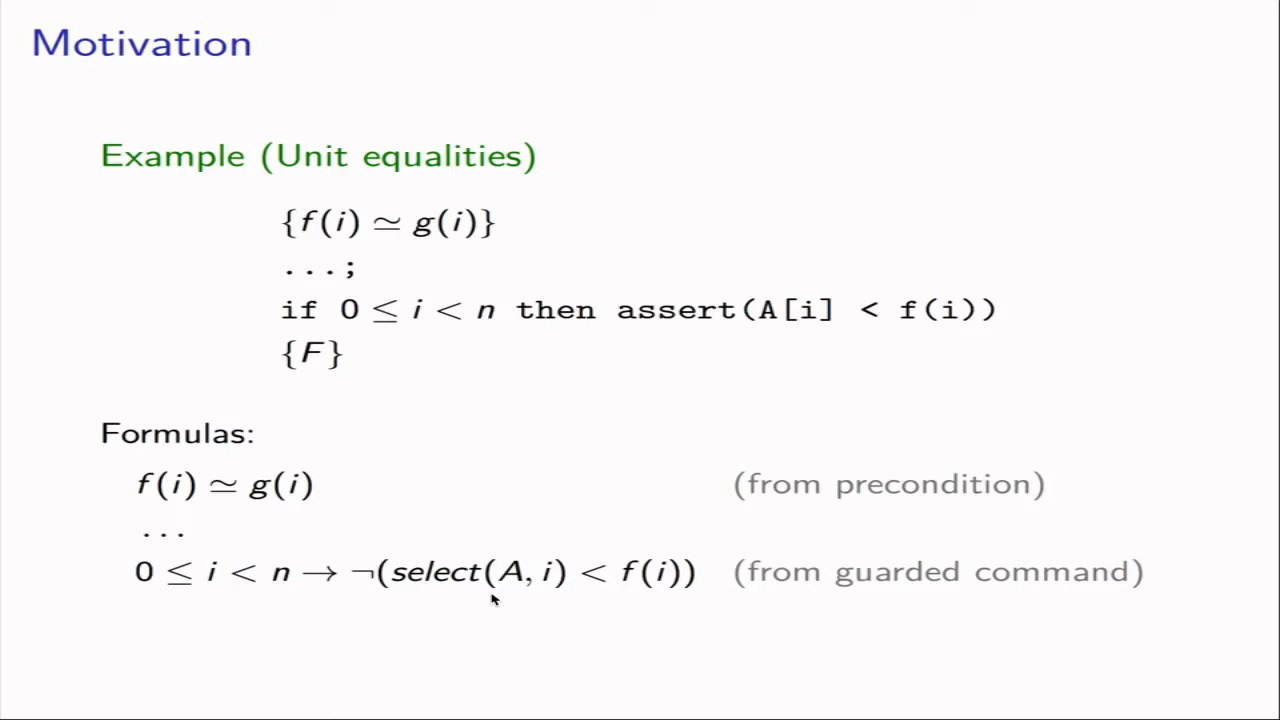 Motivation
Example (Unit equalities)
{f(i) ≃ g(i)}
...;
if 0 ≤ i < n then assert(A[i] < f(i))
{F}
Formulas:
f(i) ≃ g(i) (from precondition)
...
0 ≤ i < n → ¬(select(A, i) < f(i)) (from guarded command)